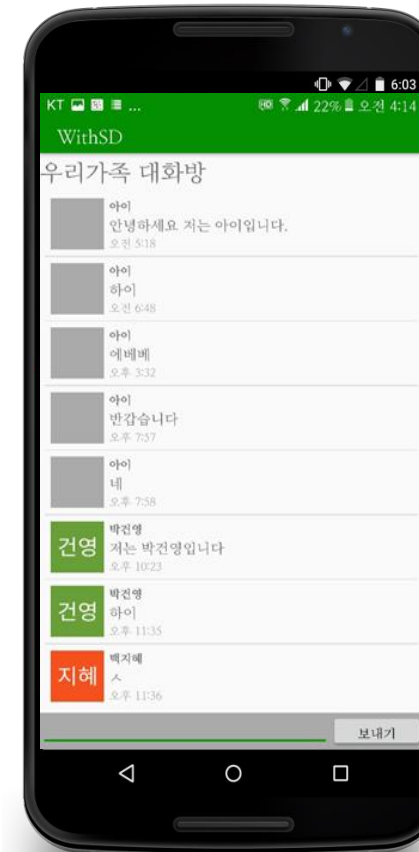 6:03
KT ... HD 22% 오전 4:14
WithSD
우리가족 대화방
아이
안녕하세요 저는 아이입니다.
오전 5:18
아이
하이
오전 6:48
아이
에베베
오후 3:32
아이
반갑습니다
오후 7:57
아이
네
오후 7:58
건영
박건영
저는 박건영입니다
오후 10:23
건영
박건영
하이
오후 11:35
지혜
백지혜
ㅅ
오후 11:36
보내기